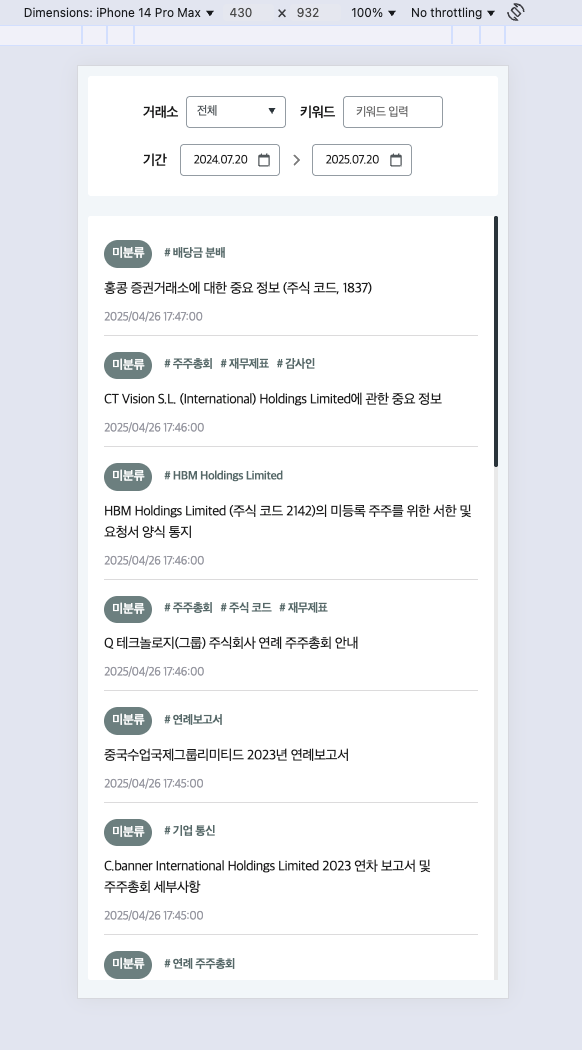 Dimensions: iPhone 14 Pro Max 430 × 932 100% No throttling
거래소 전체 키워드 키워드 입력
기간 2024.07.20 > 2025.07.20
미분류 # 배당금 분배
홍콩 증권거래소에 대한 중요 정보 (주식 코드, 1837)
2025/04/26 17:47:00
미분류 # 주주총회 # 재무제표 # 감사인
CT Vision S.L. (International) Holdings Limited에 관한 중요 정보
2025/04/26 17:46:00
미분류 # HBM Holdings Limited
HBM Holdings Limited (주식 코드 2142)의 미등록 주주를 위한 서한 및
요청서 양식 통지
2025/04/26 17:46:00
미분류 # 주주총회 # 주식 코드 # 재무제표
Q 테크놀로지(그룹) 주식회사 연례 주주총회 안내
2025/04/26 17:46:00
미분류 # 연례보고서
중국수업국제그룹리미티드 2023년 연례보고서
2025/04/26 17:45:00
미분류 # 기업 통신
C.banner International Holdings Limited 2023 연차 보고서 및
주주총회 세부사항
2025/04/26 17:45:00
미분류 # 연례 주주총회